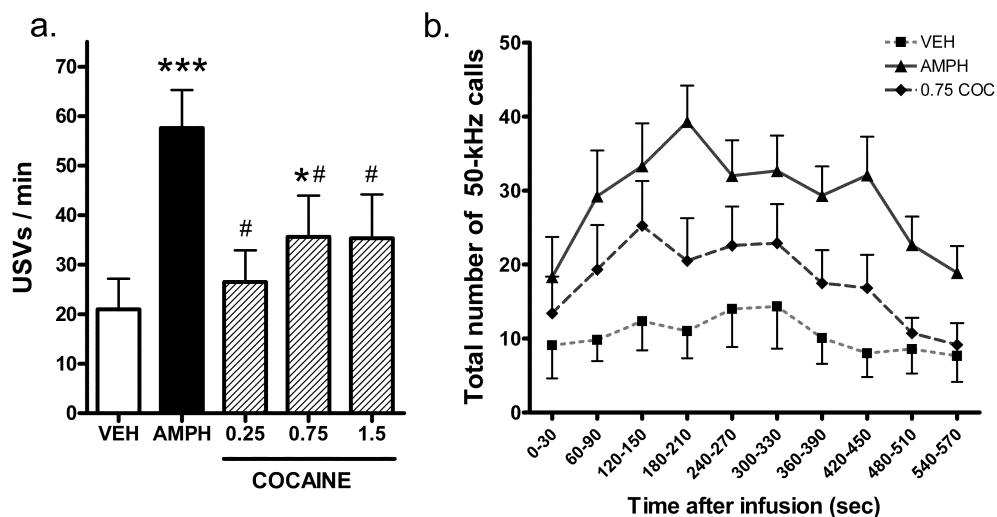 a.
USVs / min
70
60
50
40
30
20
10
0
***
#
*#
#
VEH AMPH 0.25 0.75 1.5
COCAINE
b.
Total number of 50-kHz calls
50
40
30
20
10
0
VEH
AMPH
0.75 COC
0-30
60-90
120-150
180-210
240-270
300-330
360-390
420-450
480-510
540-570
Time after infusion (sec)